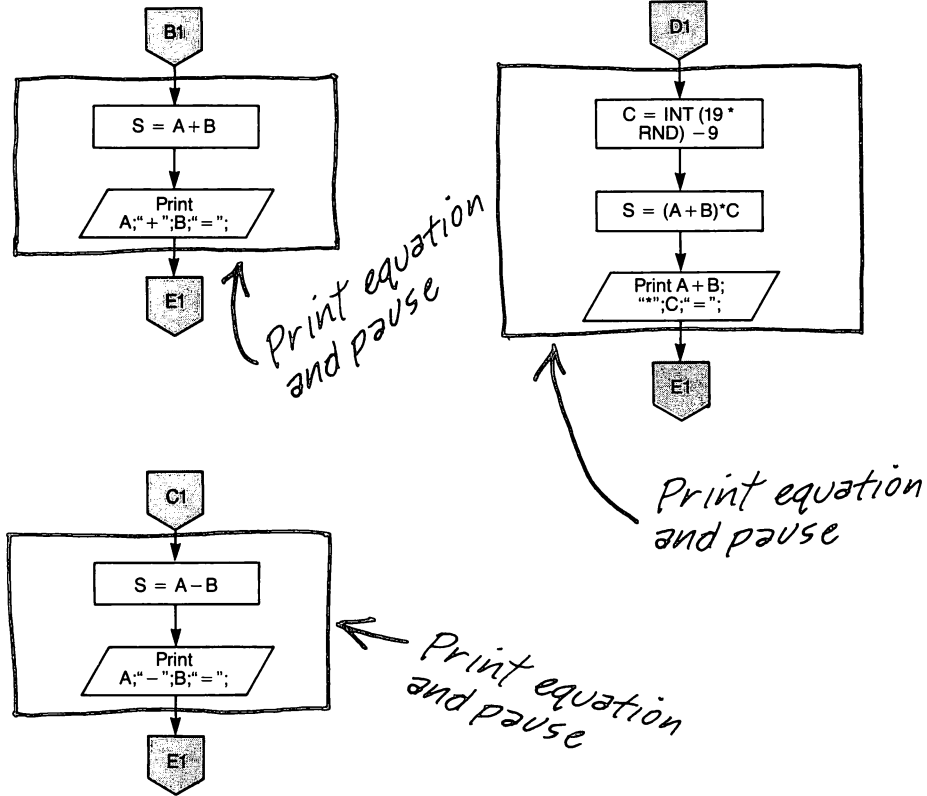 B1
S = A+B
Print
A;“+”;B;“=”;
E1
Print equation
and pause
D1
C = INT (19 *
RND) −9
S = (A+B)*C
Print A+B;
“*”;C;“=”;
E1
Print equation
and pause
C1
S = A−B
Print
A;“−”;B;“=”;
E1
Print equation
and pause